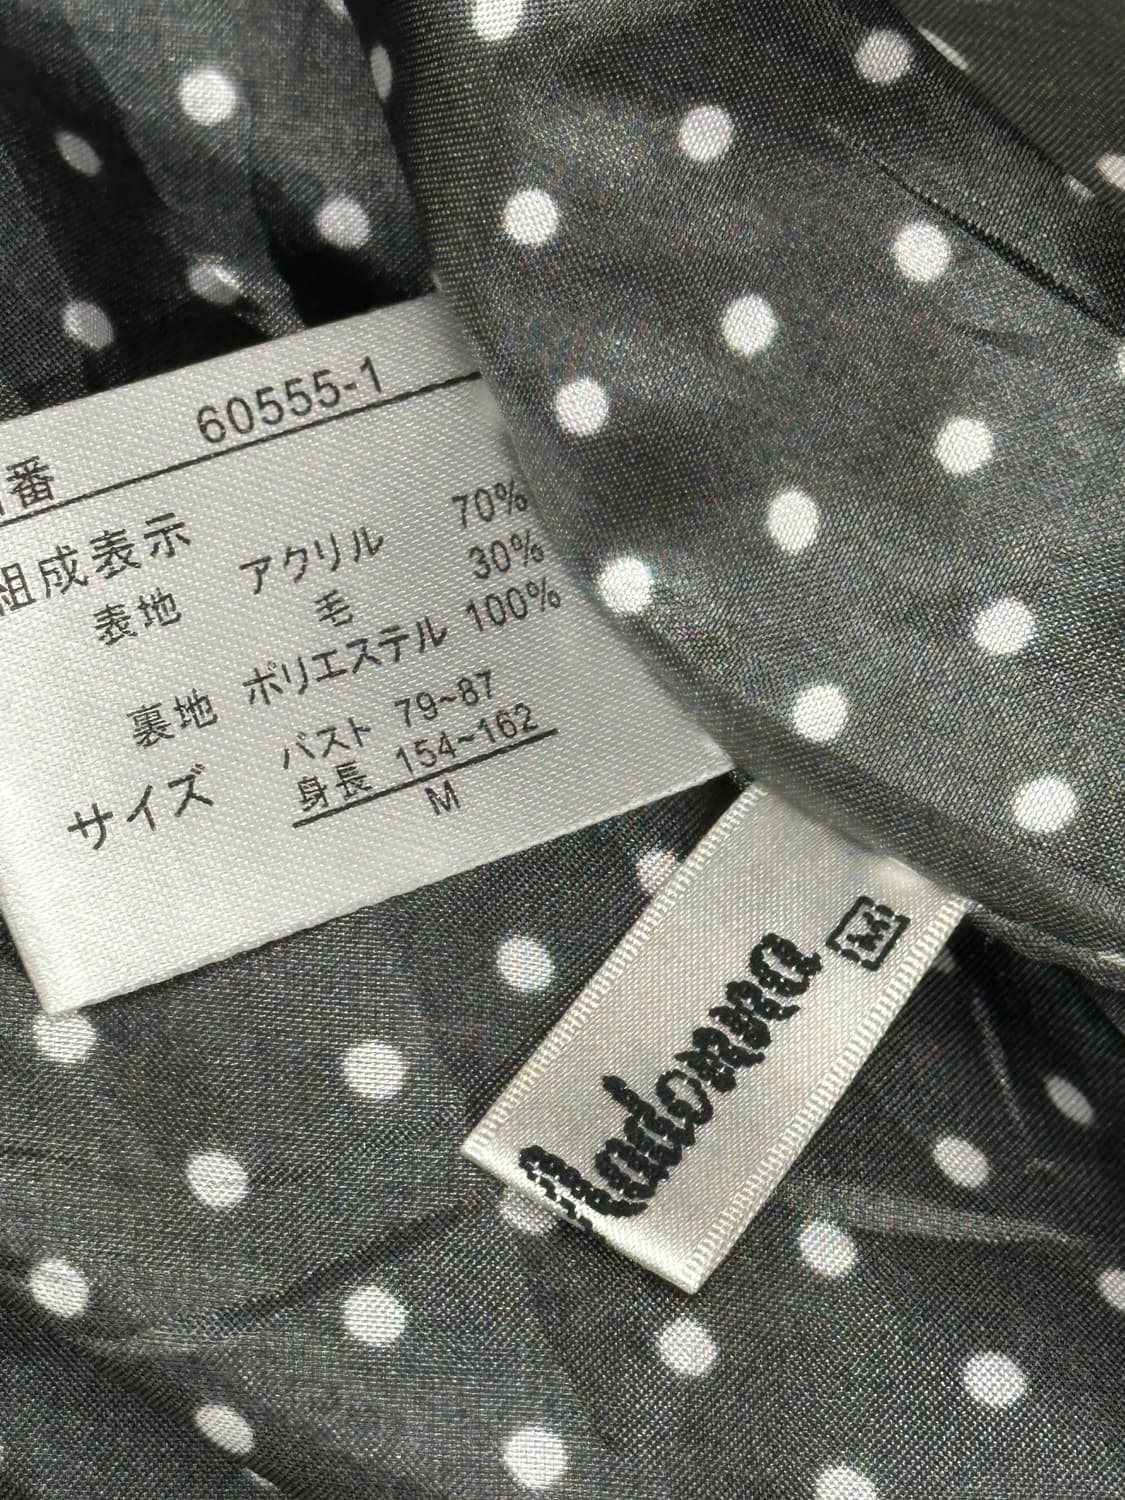 番 60555-1
組成表示
表地 アクリル 70%
毛 30%
裏地 ポリエステル 100%
サイズ
バスト 79~87
身長 154~162
M
M